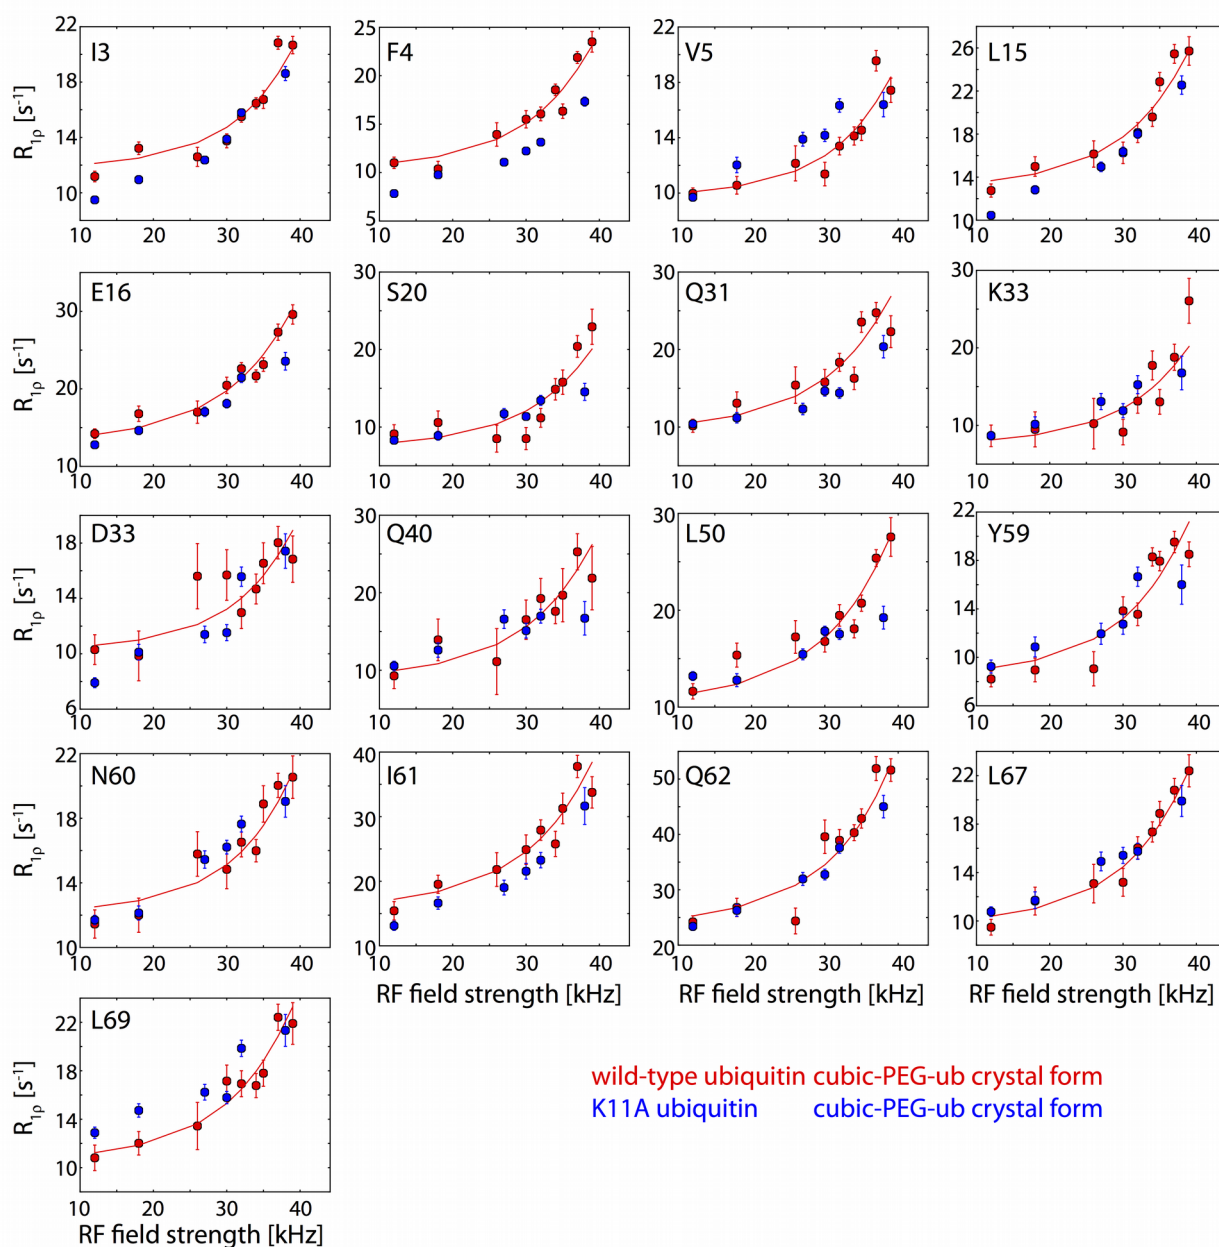 I3
F4
V5
L15
R1ρ [s-1]
22
18
14
10
25
20
15
10
5
22
18
14
10
26
22
18
14
10
10 20 30 40
10 20 30 40
10 20 30 40
10 20 30 40
E16
S20
Q31
K33
R1ρ [s-1]
30
20
10
30
20
10
30
20
10
30
20
10
10 20 30 40
10 20 30 40
10 20 30 40
10 20 30 40
D33
Q40
L50
Y59
R1ρ [s-1]
18
14
10
6
30
20
10
30
20
10
22
18
14
10
6
10 20 30 40
10 20 30 40
10 20 30 40
10 20 30 40
N60
I61
Q62
L67
R1ρ [s-1]
22
18
14
10
40
30
20
10
50
40
30
20
22
18
14
10
10 20 30 40
10 20 30 40
10 20 30 40
10 20 30 40
RF field strength [kHz]
RF field strength [kHz]
RF field strength [kHz]
L69
R1ρ [s-1]
22
18
14
10
10 20 30 40
RF field strength [kHz]
wild-type ubiquitin cubic-PEG-ub crystal form
K11A ubiquitin cubic-PEG-ub crystal form